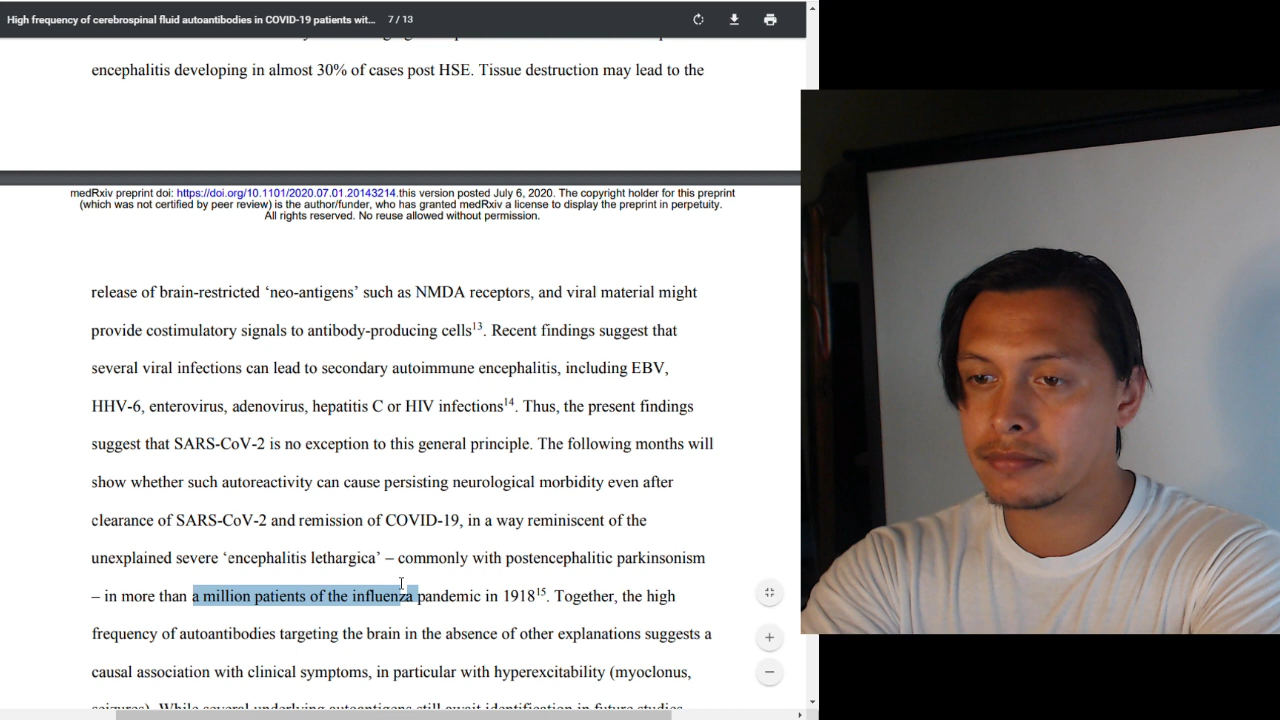 High frequency of cerebrospinal fluid autoantibodies in COVID-19 patients wit... 7 / 13
encephalitis developing in almost 30% of cases post HSE. Tissue destruction may lead to the
medRxiv preprint doi: https://doi.org/10.1101/2020.07.01.20143214.this version posted July 6, 2020. The copyright holder for this preprint
(which was not certified by peer review) is the author/funder, who has granted medRxiv a license to display the preprint in perpetuity.
All rights reserved. No reuse allowed without permission.
release of brain-restricted ‘neo-antigens’ such as NMDA receptors, and viral material might
provide costimulatory signals to antibody-producing cells13. Recent findings suggest that
several viral infections can lead to secondary autoimmune encephalitis, including EBV,
HHV-6, enterovirus, adenovirus, hepatitis C or HIV infections14. Thus, the present findings
suggest that SARS-CoV-2 is no exception to this general principle. The following months will
show whether such autoreactivity can cause persisting neurological morbidity even after
clearance of SARS-CoV-2 and remission of COVID-19, in a way reminiscent of the
unexplained severe ‘encephalitis lethargica’ – commonly with postencephalitic parkinsonism
– in more than a million patients of the influenza pandemic in 191815. Together, the high
frequency of autoantibodies targeting the brain in the absence of other explanations suggests a
causal association with clinical symptoms, in particular with hyperexcitability (myoclonus,
seizures). While several underlying autoantigens still await identification in future studies,